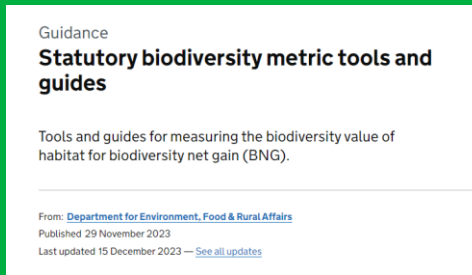 Guidance
Statutory biodiversity metric tools and
guides
Tools and guides for measuring the biodiversity value of
habitat for biodiversity net gain (BNG).
From: Department for Environment, Food & Rural Affairs
Published 29 November 2023
Last updated 15 December 2023 — See all updates